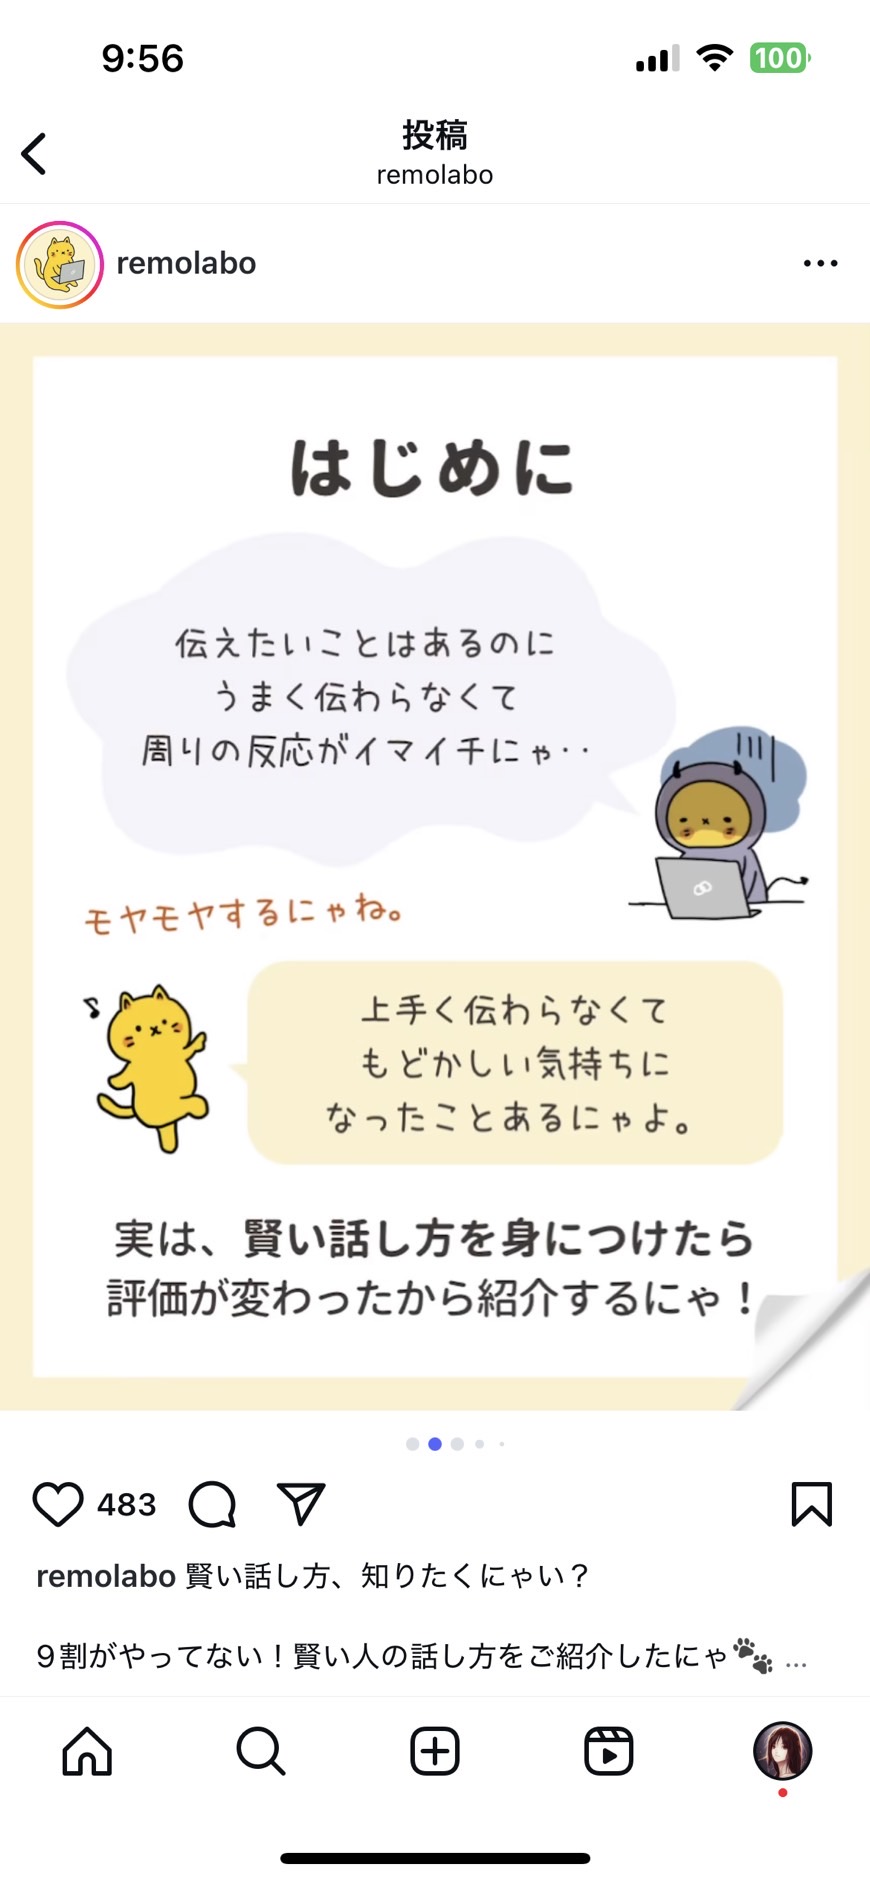 9:56
100
投稿
remolabo
remolabo
はじめに
伝えたいことはあるのに
うまく伝わらなくて
周りの反応がイマイチにゃ‥
モヤモヤするにゃね。
上手く伝わらなくて
もどかしい気持ちに
なったことあるにゃよ。
実は、賢い話し方を身につけたら
評価が変わったから紹介するにゃ！
483
remolabo 賢い話し方、知りたくにゃい？
９割がやってない！賢い人の話し方をご紹介したにゃ🐾 ...